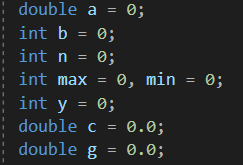 double a = 0;
int b = 0;
int n = 0;
int max = 0, min = 0;
int y = 0;
double c = 0.0;
double g = 0.0;